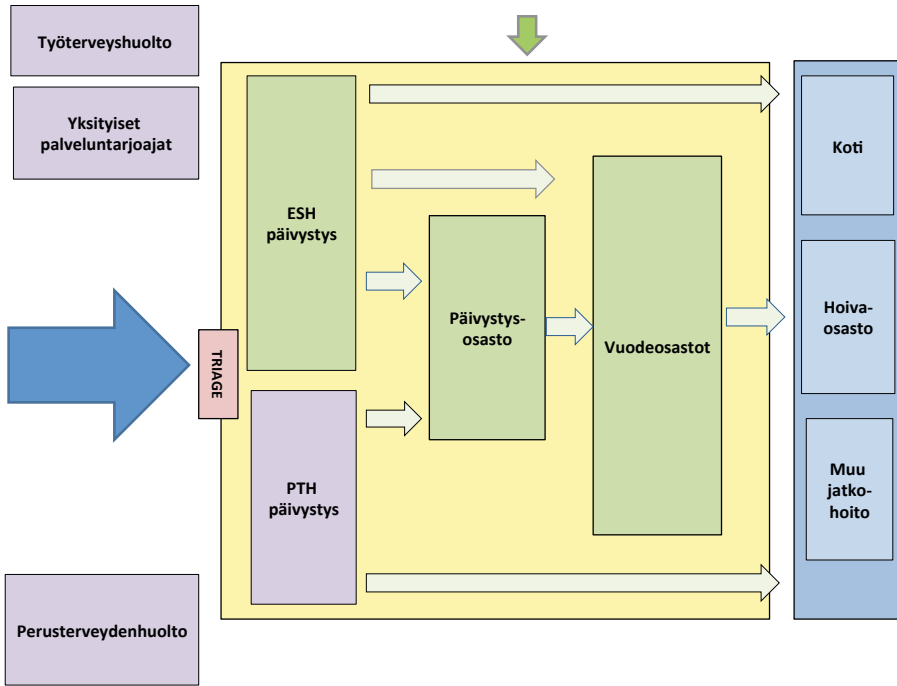 Työterveyshuolto
Yksityiset
palveluntarjoajat
Perusterveydenhuolto
TRIAGE
ESH
päivystys
PTH
päivystys
Päivystys-
osasto
Vuodeosastot
Koti
Hoiva-
osasto
Muu
jatko-
hoito